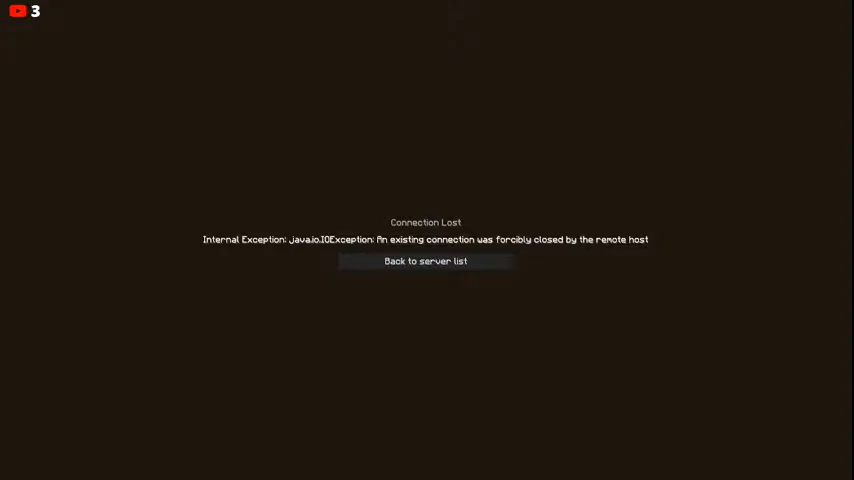 3
Connection Lost
Internal Exception: java.io.IOException: An existing connection was forcibly closed by the remote host
Back to server list